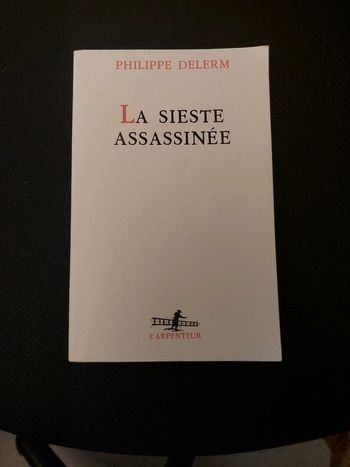 PHILIPPE DELERM
LA SIESTE
ASSASSINÉE
L'ARPENTEUR